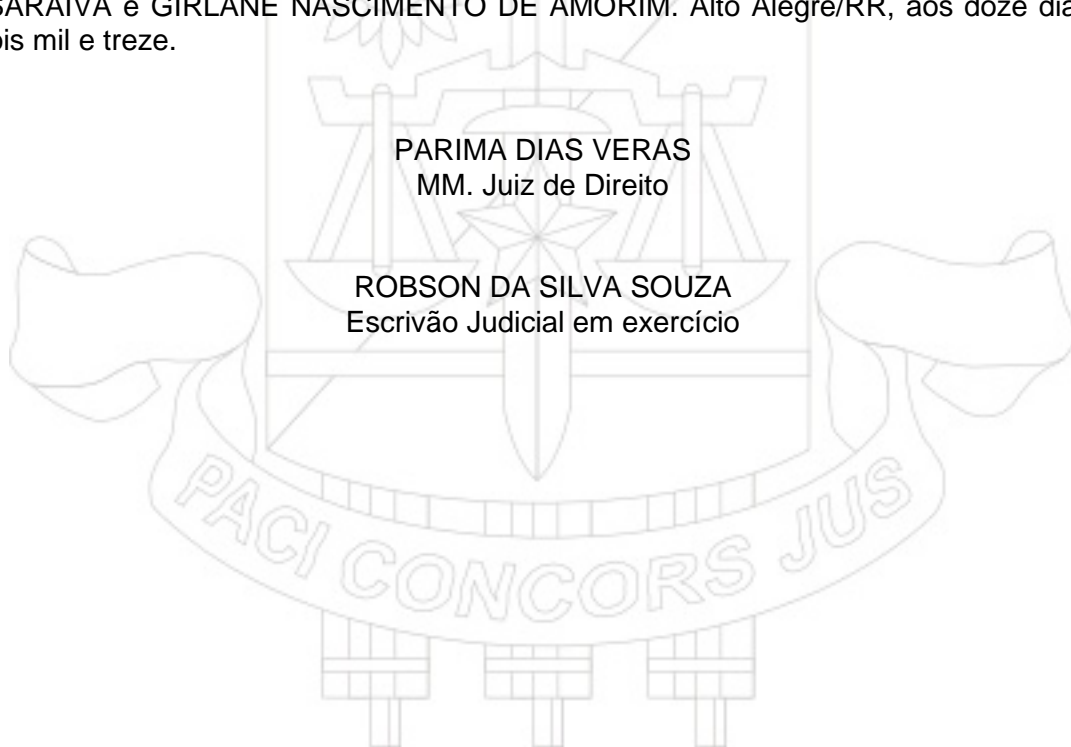 SARAIVA e GIRLANE NASCIMENTO DE AMORIM. Alto Alegre/RR, aos doze dia
ois mil e treze.
PARIMA DIAS VERAS
MM. Juiz de Direito
ROBSON DA SILVA SOUZA
Escrivão Judicial em exercício
PACI CONCORS JUS